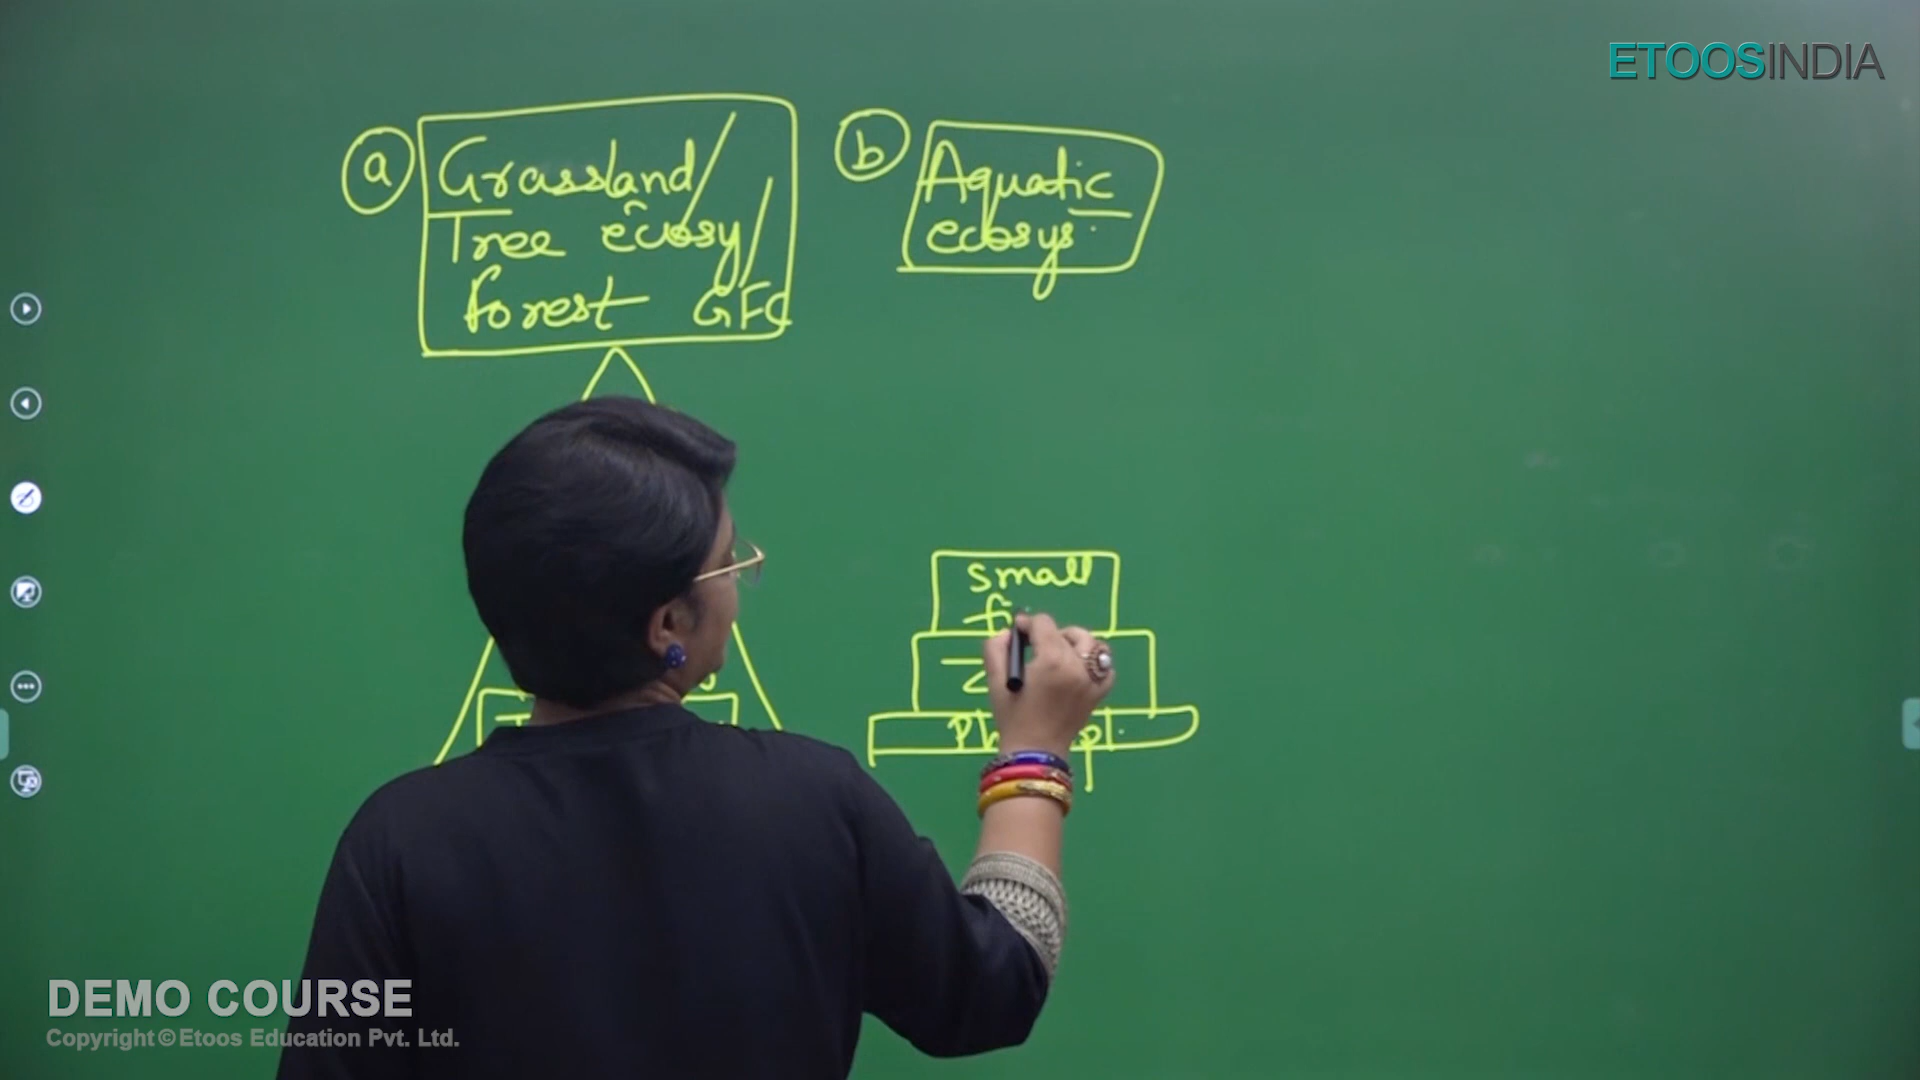 ETOOSINDIA
a
Grassland/
Tree ecosy/
forest GFC
b
Aquatic
ecosys.
small
DEMO COURSE
Copyright © Etoos Education Pvt. Ltd.